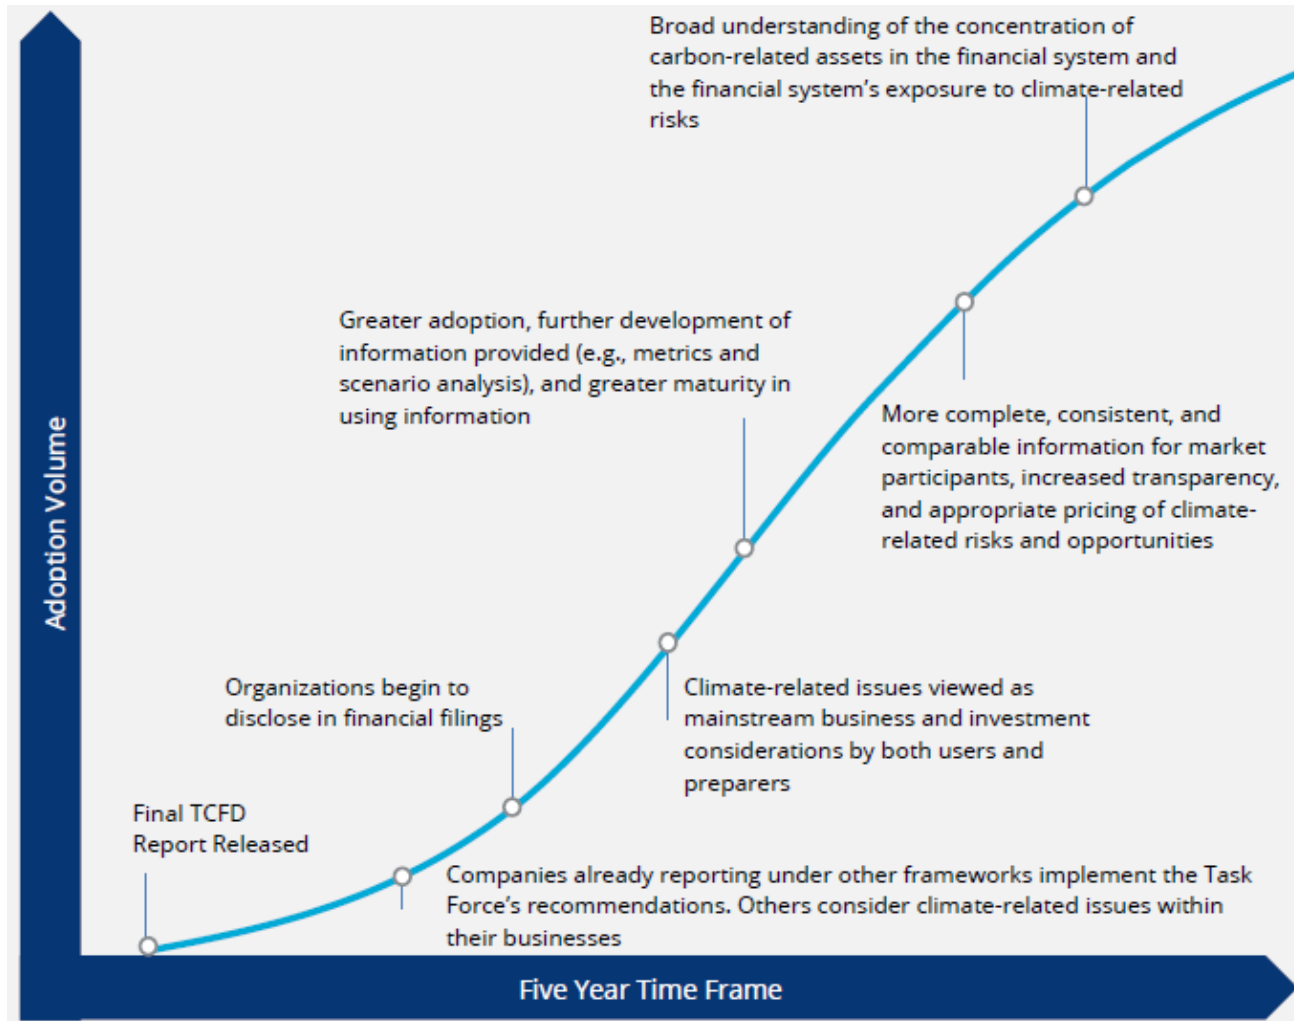 Broad understanding of the concentration of
carbon-related assets in the financial system and
the financial system's exposure to climate-related
risks
Greater adoption, further development of
information provided (e.g., metrics and
scenario analysis), and greater maturity in
using information
More complete, consistent, and
comparable information for market
participants, increased transparency,
and appropriate pricing of climate-
related risks and opportunities
Adoption Volume
Organizations begin to
disclose in financial filings
Climate-related issues viewed as
mainstream business and investment
considerations by both users and
preparers
Final TCFD
Report Released
Companies already reporting under other frameworks implement the Task
Force's recommendations. Others consider climate-related issues within
their businesses
Five Year Time Frame